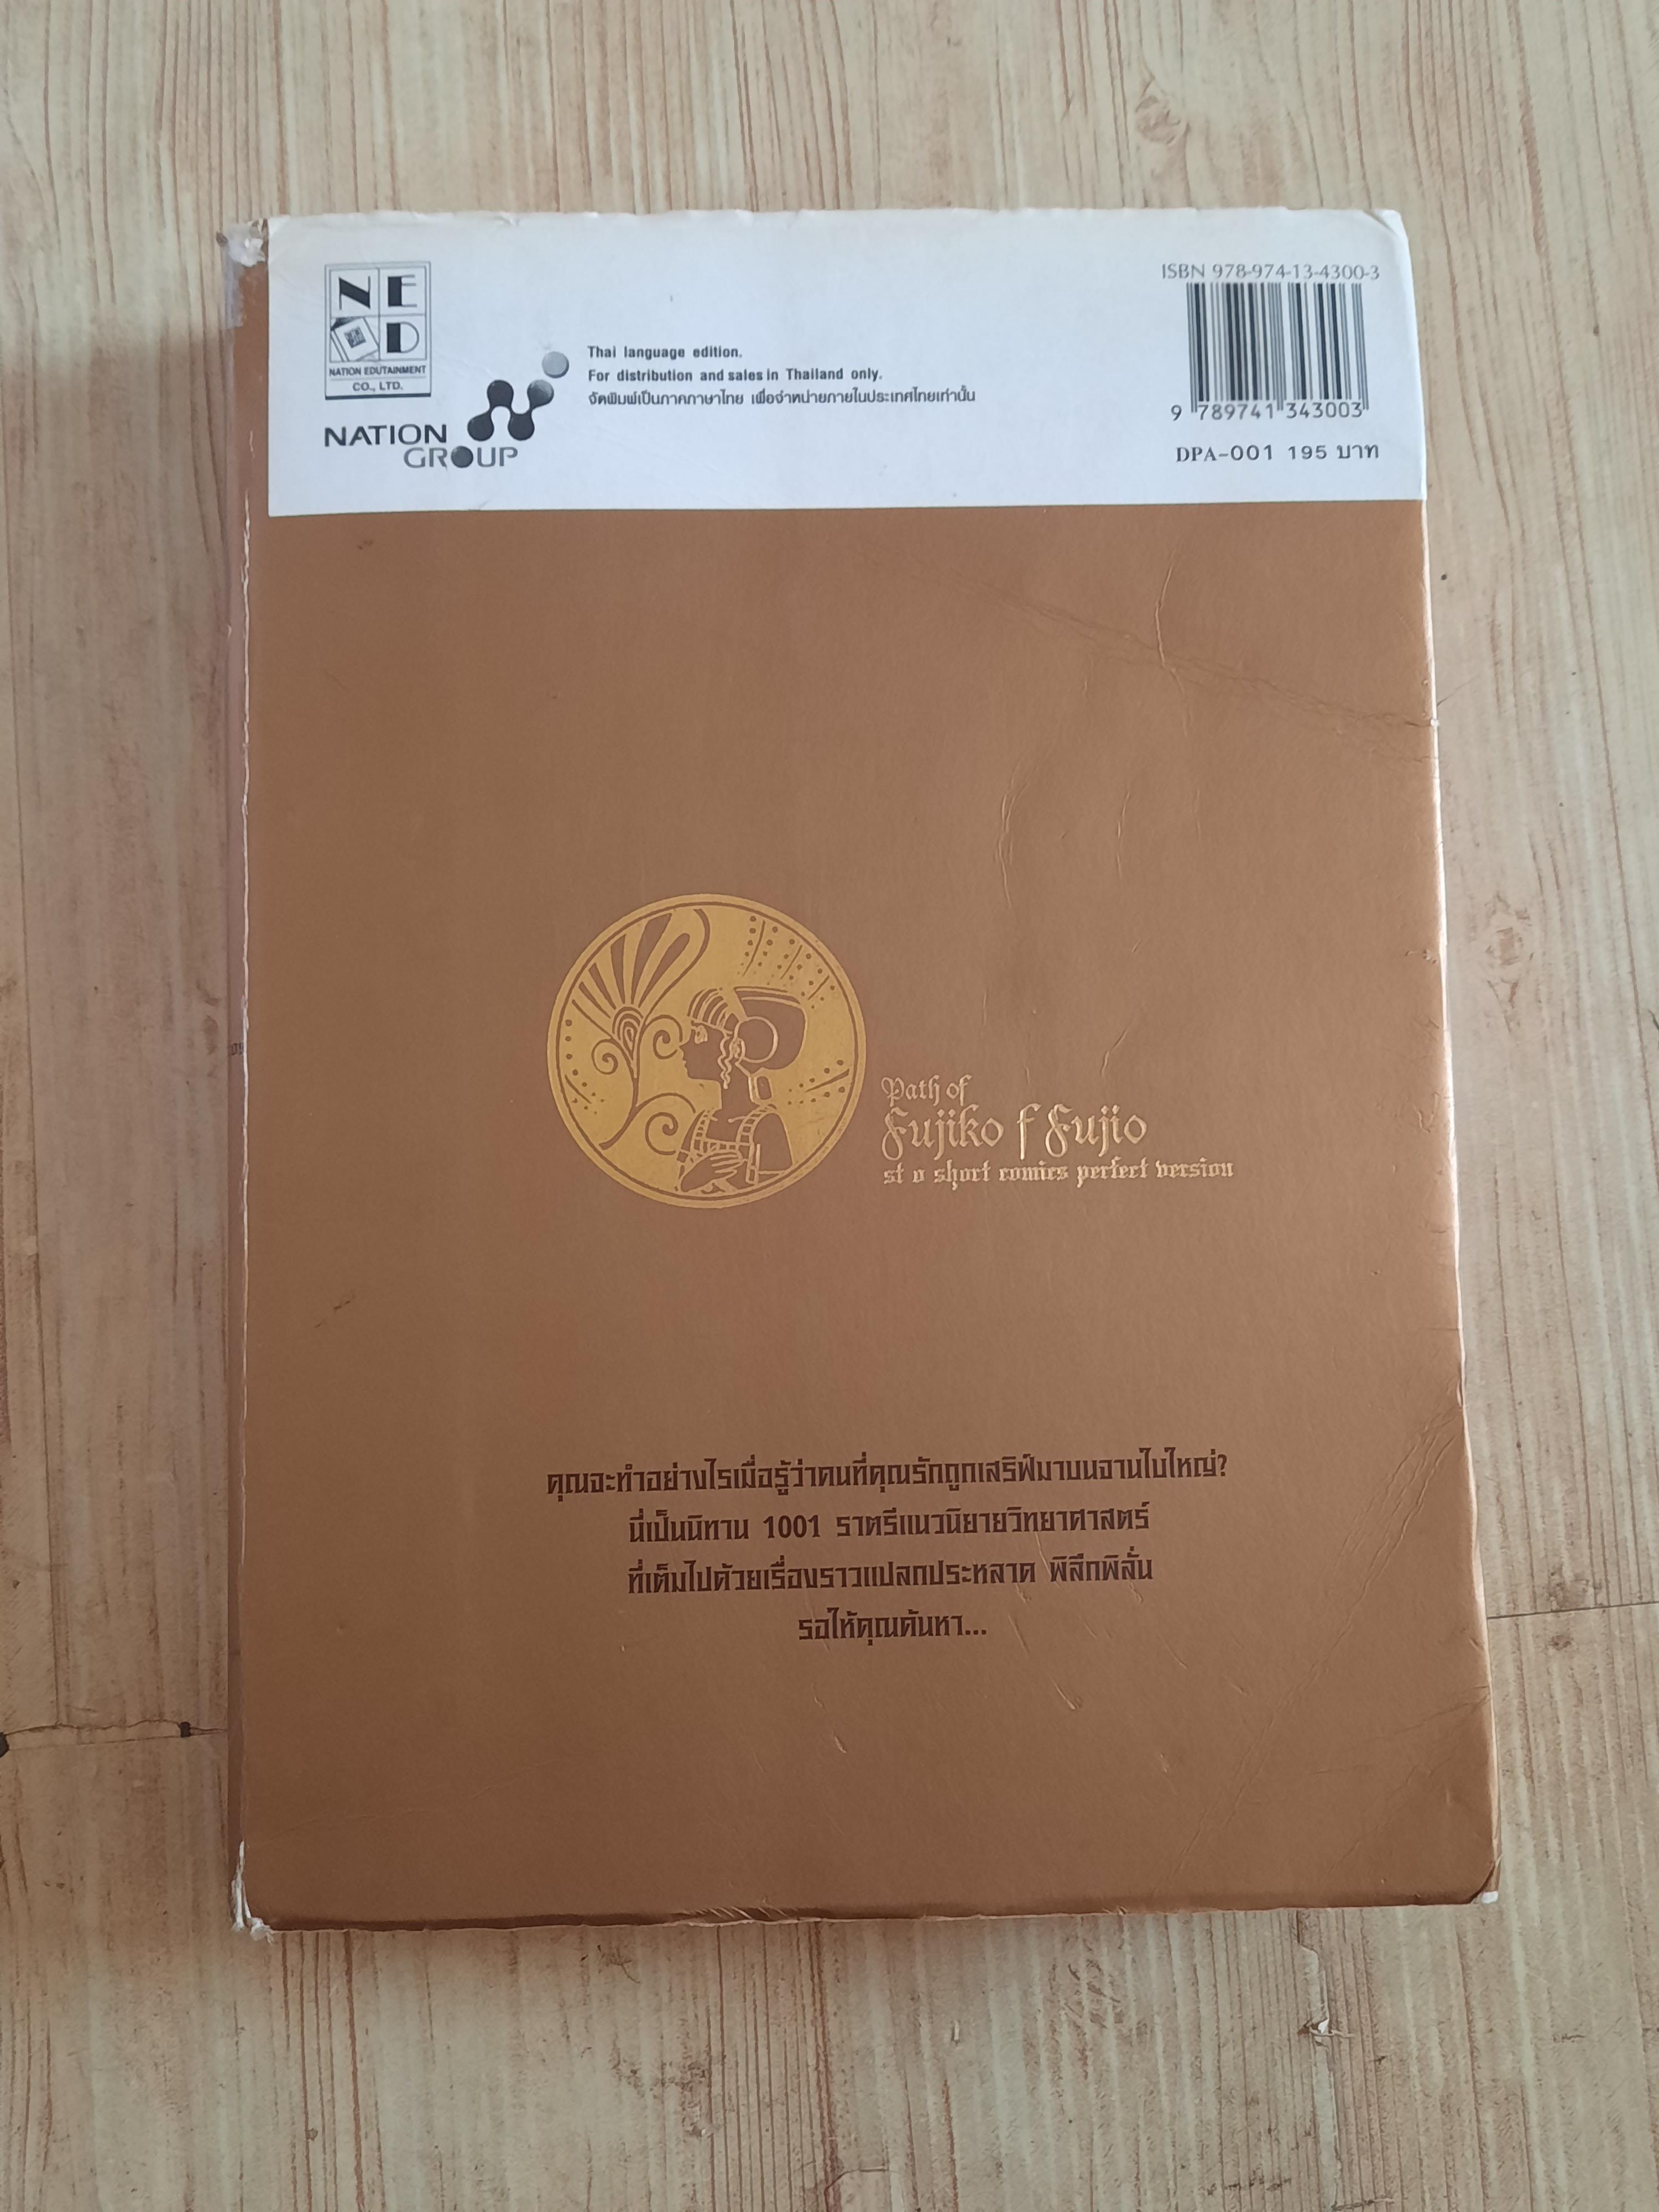 N E
D
NATION EDUTAINMENT
CO., LTD.
NATION
GROUP
Thai language edition.
For distribution and sales in Thailand only.
จัดพิมพ์เป็นภาคภาษาไทย เพื่อจำหน่ายภายในประเทศไทยเท่านั้น
ISBN 978-974-13-4300-3
9 789741 343003
DPA-001 195 บาท
Path of
Fujiko f Fujio
sf o short comics perfect version
คุณจะทำอย่างไรเมื่อรู้ว่าคนที่คุณรักถูกเสริฟมาบนจานใบใหญ่?
นี่เป็นนิทาน 1001 ราตรีแนวนิยายวิทยาศาสตร์
ที่เต็มไปด้วยเรื่องราวแปลกประหลาด พิลึกพิลั่น
รอให้คุณค้นหา...